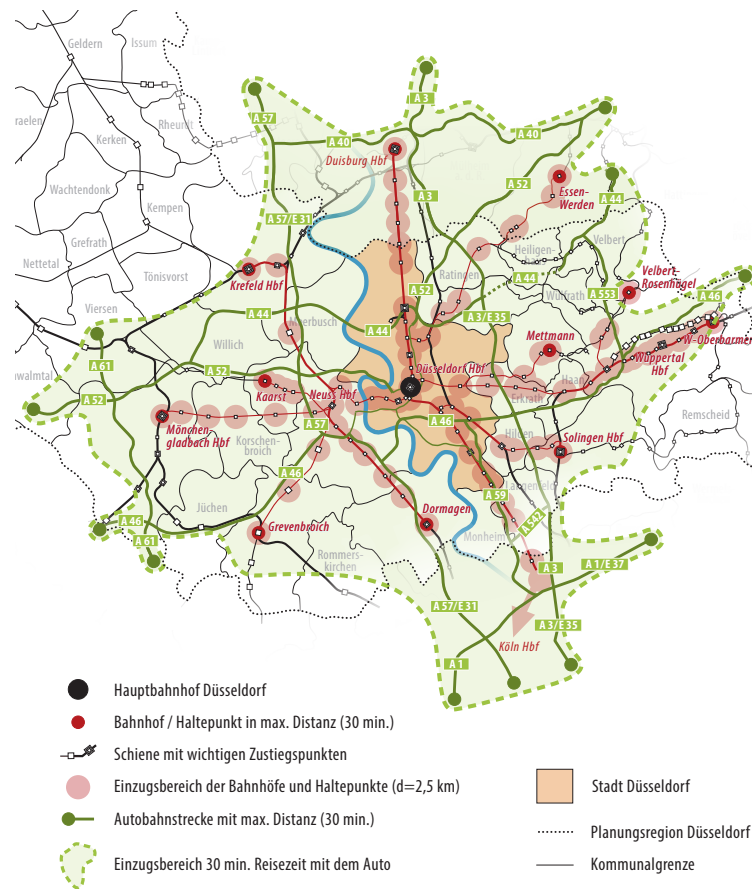 Issum
Geldern
A 3
A 57
raelen
Rheurdt
A 40
A 40
Kerken
Duisburg Hbf
A 52
Wachtendonk
Essen-
Werden
A 3
A 44
Kempen
A 57/E 31
Grefrath
Heiligen-
Velbert
Nettetal
Tönisvorst
Krefeld Hbf
Ratingen
A 44
Velbert-
Rosenhügel
A 52
Wülfrath
A 553
A 46
Viersen
A 44
Meerbusch
A 44
A 3/E 35
Willich
Mettmann
W-Oberbarmen
A 61
Wuppertal
Hbf
A 52
Düsseldorf Hbf
Haan
A 52
Kaarst
Neuss Hbf
Erkrath
Remscheid
Mönchen-
gladbach Hbf
A 57
A 46
Korschen-
broich
Hilden
Solingen Hbf
A 46
Langenfeld
A 59
Jüchen
Dormagen
A 542
A 46
Grevenbroich
Monheim
A 61
Rommers-
kirchen
A 3
A 1/E 37
A 57/E 31
A 3/E 35
Köln Hbf
A 1
Hauptbahnhof Düsseldorf
Bahnhof / Haltepunkt in max. Distanz (30 min.)
Schiene mit wichtigen Zustiegspunkten
Einzugsbereich der Bahnhöfe und Haltepunkte (d=2,5 km)
Autobahnstrecke mit max. Distanz (30 min.)
Einzugsbereich 30 min. Reisezeit mit dem Auto
Stadt Düsseldorf
Planungsregion Düsseldorf
Kommunalgrenze